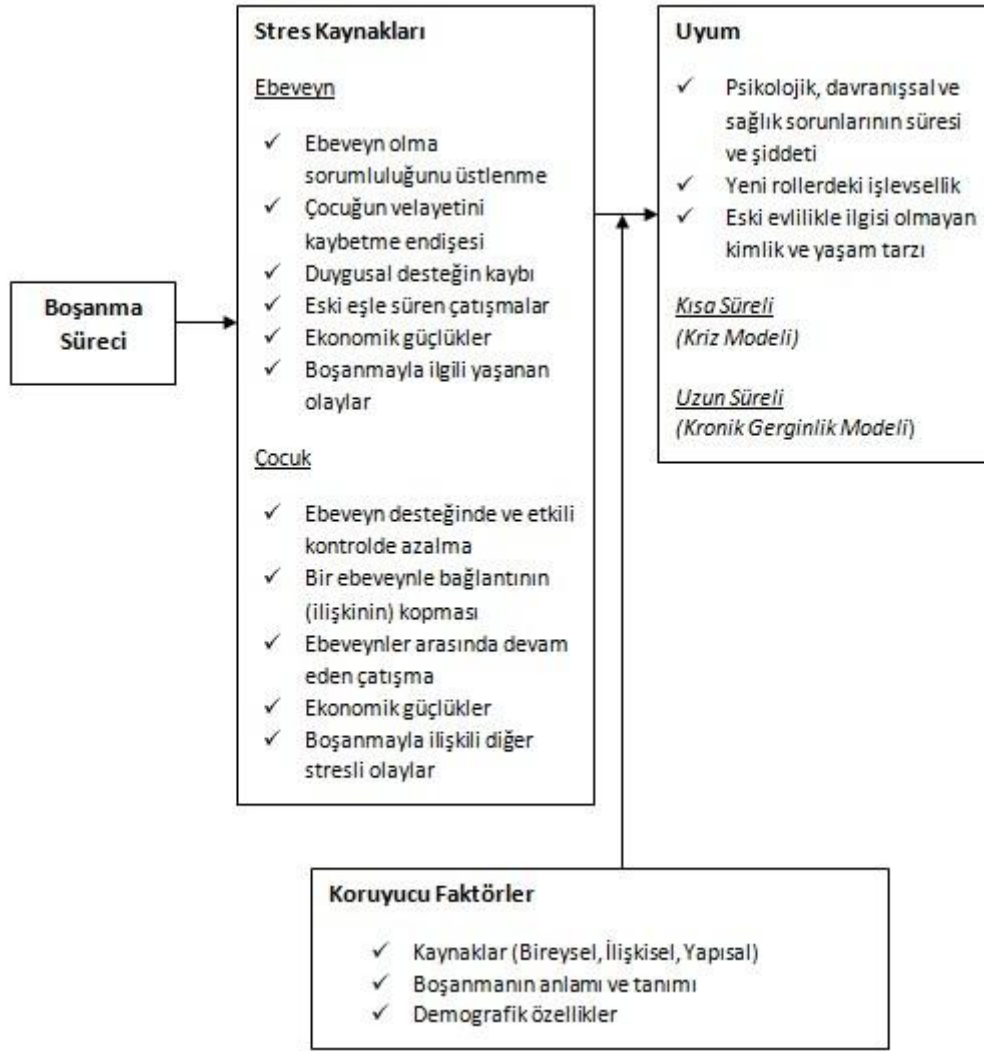 Boşanma
Süreci
Stres Kaynakları
Ebeveyn
✓ Ebeveyn olma
sorumluluğunu üstlenme
✓ Çocuğun velayetini
kaybetme endişesi
✓ Duygusal desteğin kaybı
✓ Eski eşle süren çatışmalar
✓ Ekonomik güçlükler
✓ Boşanmayla ilgili yaşanan
olaylar
Çocuk
✓ Ebeveyn desteğinde ve etkili
kontrolde azalma
✓ Bir ebeveynle bağlantının
(ilişkinin) kopması
✓ Ebeveynler arasında devam
eden çatışma
✓ Ekonomik güçlükler
✓ Boşanmayla ilişkili diğer
stresli olaylar
Uyum
✓ Psikolojik, davranışsal ve
sağlık sorunlarının süresi
ve şiddeti
✓ Yeni rollerdeki işlevsellik
✓ Eski evlilikle ilgisi olmayan
kimlik ve yaşam tarzı
Kısa Süreli
(Kriz Modeli)
Uzun Süreli
(Kronik Gerginlik Modeli)
Koruyucu Faktörler
✓ Kaynaklar (Bireysel, İlişkisel, Yapısal)
✓ Boşanmanın anlamı ve tanımı
✓ Demografik özellikler